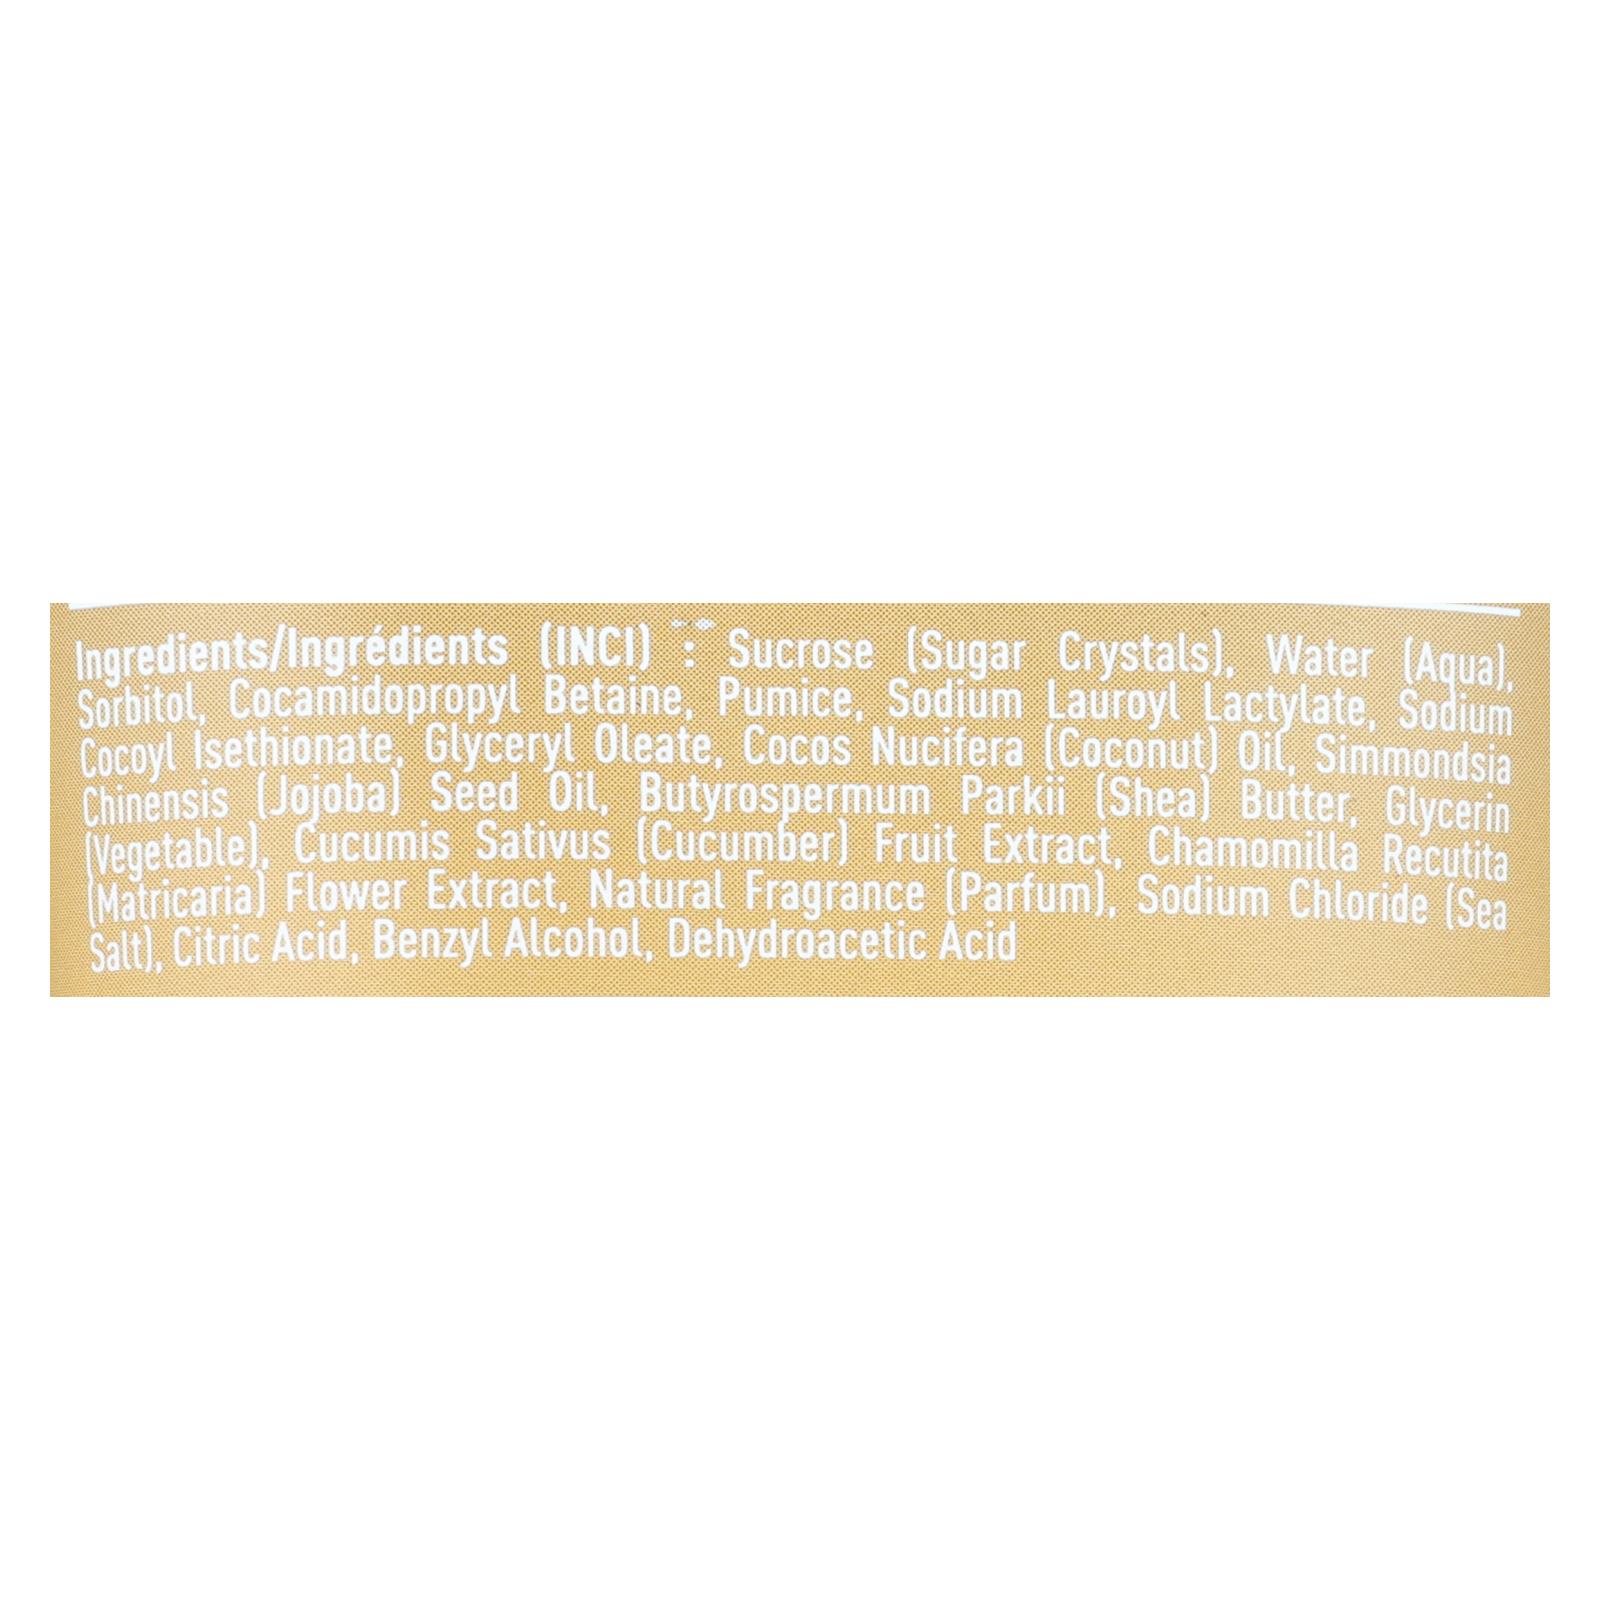 Ingredients/Ingrédients (INCI) : Sucrose (Sugar Crystals), Water (Aqua),
Sorbitol, Cocamidopropyl Betaine, Pumice, Sodium Lauroyl Lactylate, Sodium
Cocoyl Isethionate, Glyceryl Oleate, Cocos Nucifera (Coconut) Oil, Simmondsia
Chinensis (Jojoba) Seed Oil, Butyrospermum Parkii (Shea) Butter, Glycerin
(Vegetable), Cucumis Sativus (Cucumber) Fruit Extract, Chamomilla Recutita
(Matricaria) Flower Extract, Natural Fragrance (Parfum), Sodium Chloride (Sea
Salt), Citric Acid, Benzyl Alcohol, Dehydroacetic Acid